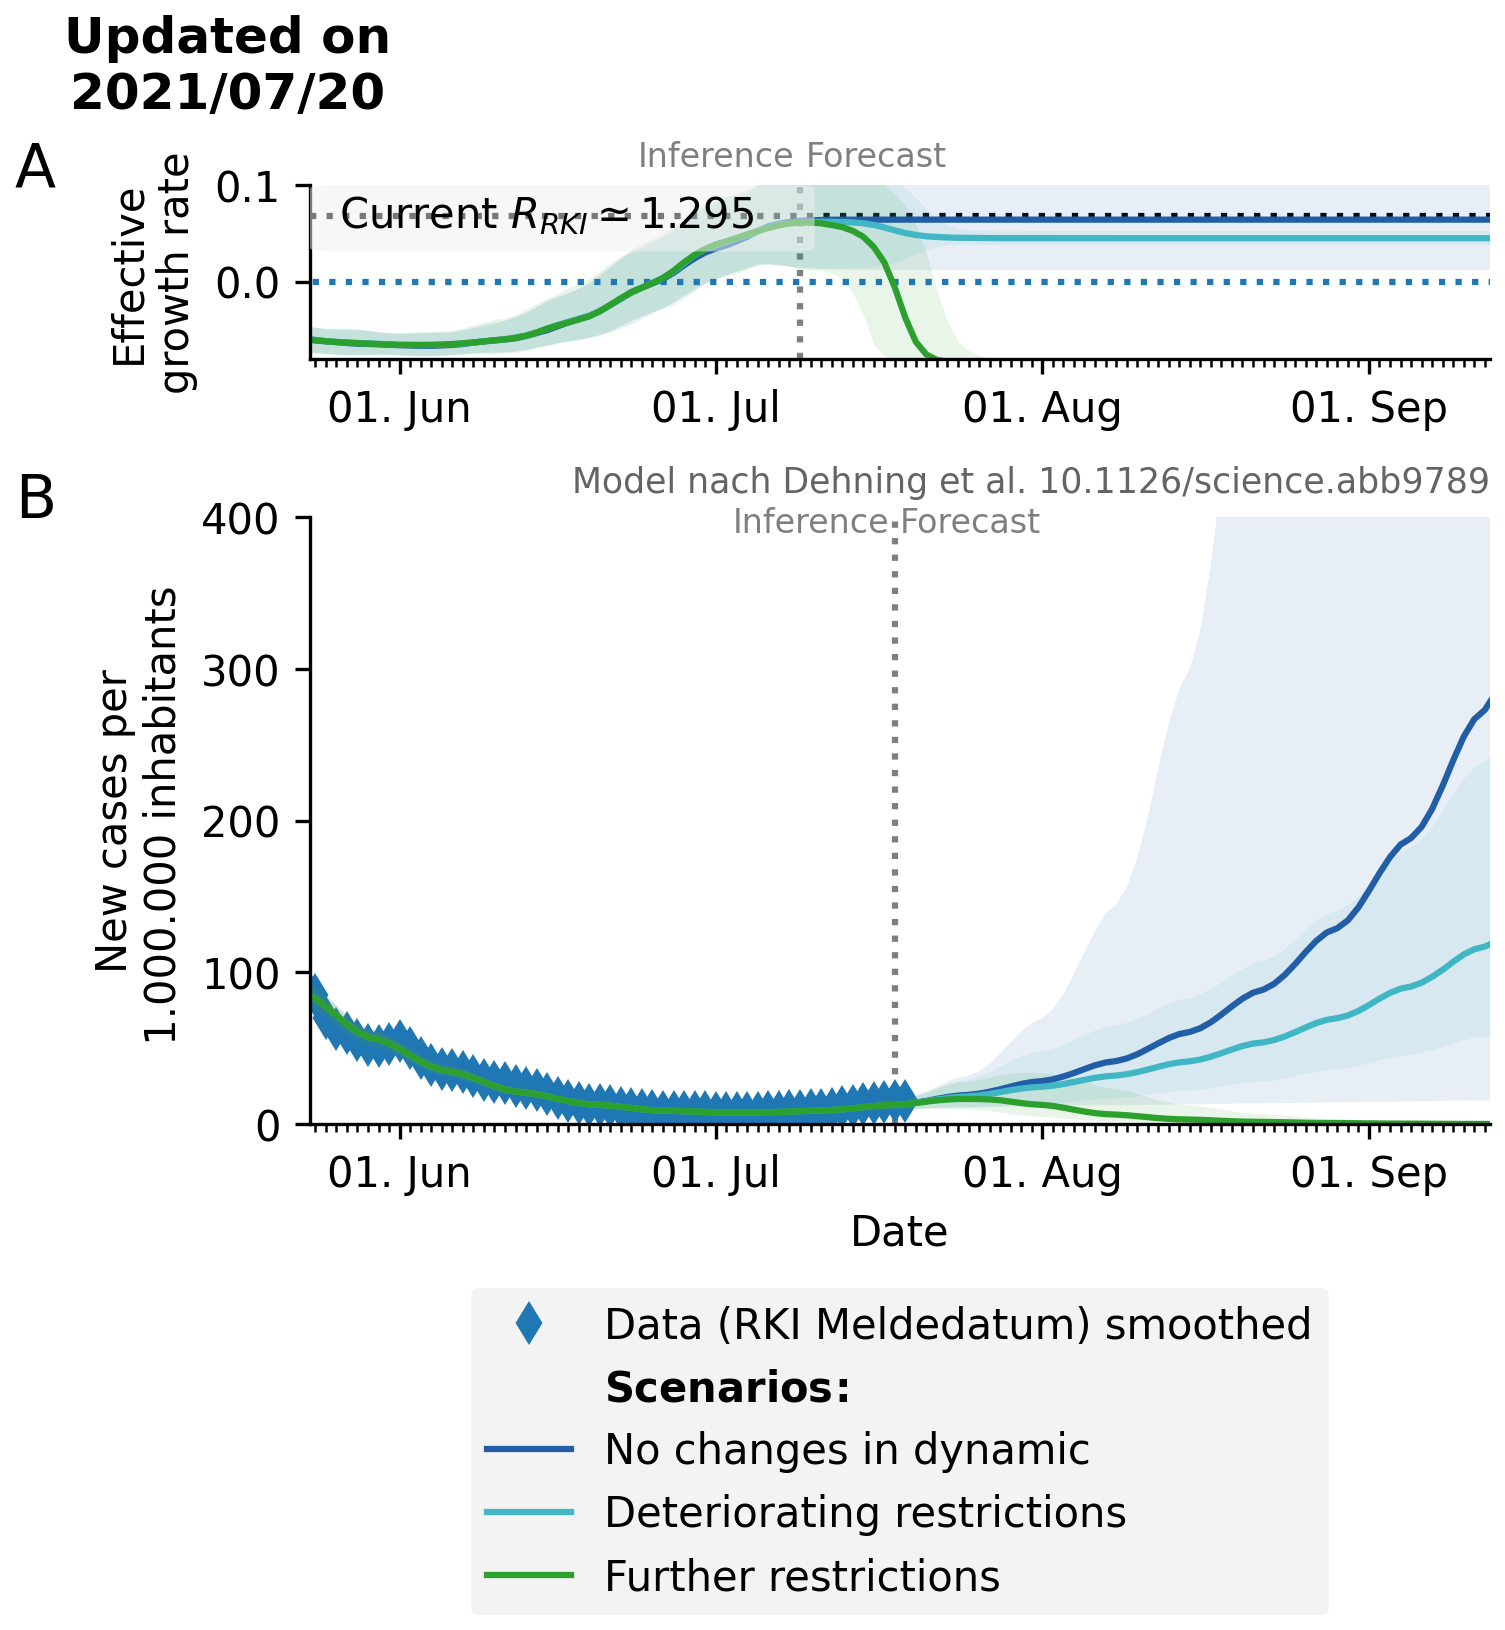 Updated on
2021/07/20
A
Inference Forecast
Effective
growth rate
0.1
0.0
Current R_RKI ≃ 1.295
01. Jun
01. Jul
01. Aug
01. Sep
B
Model nach Dehning et al. 10.1126/science.abb9789
Inference Forecast
New cases per
1.000.000 inhabitants
400
300
200
100
0
01. Jun
01. Jul
01. Aug
01. Sep
Date
Data (RKI Meldedatum) smoothed
Scenarios:
No changes in dynamic
Deteriorating restrictions
Further restrictions